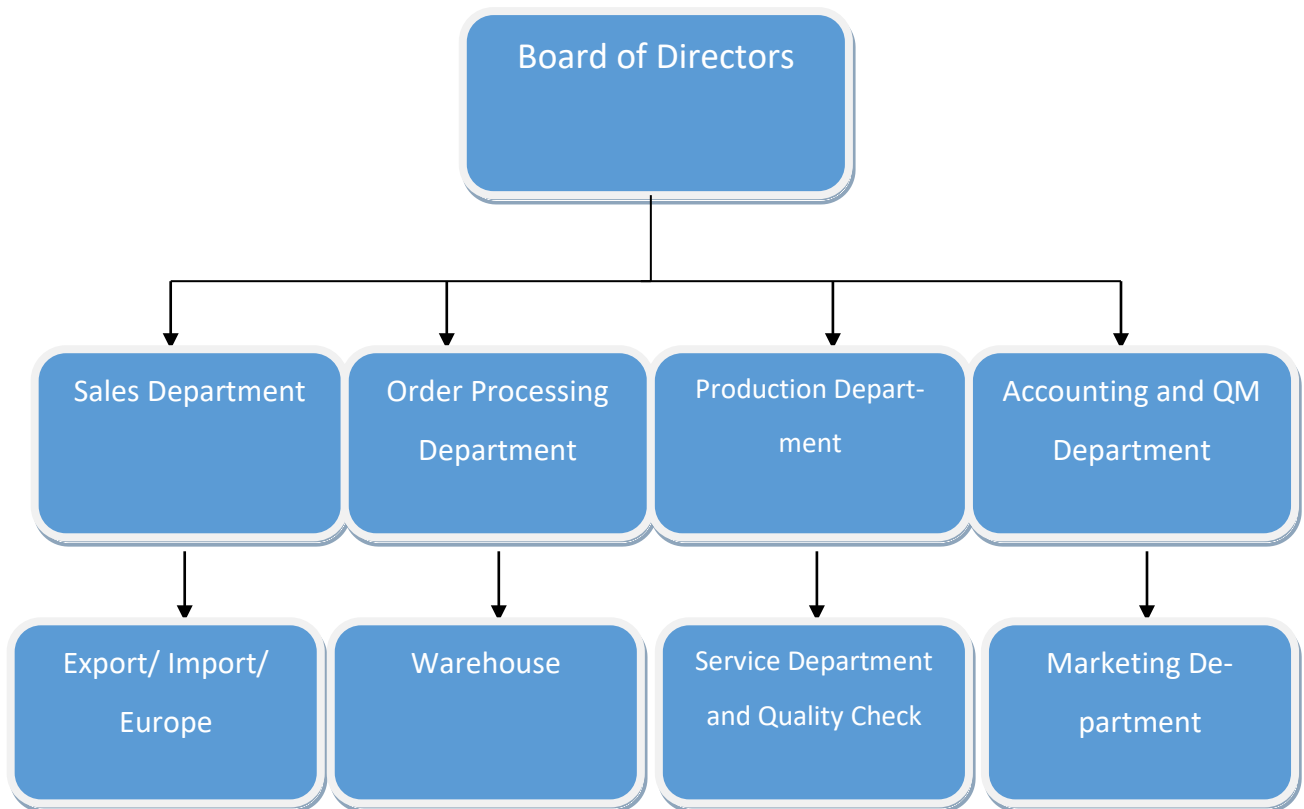 Board of Directors
Sales Department
Order Processing
Department
Production Depart-
ment
Accounting and QM
Department
Export/ Import/
Europe
Warehouse
Service Department
and Quality Check
Marketing De-
partment